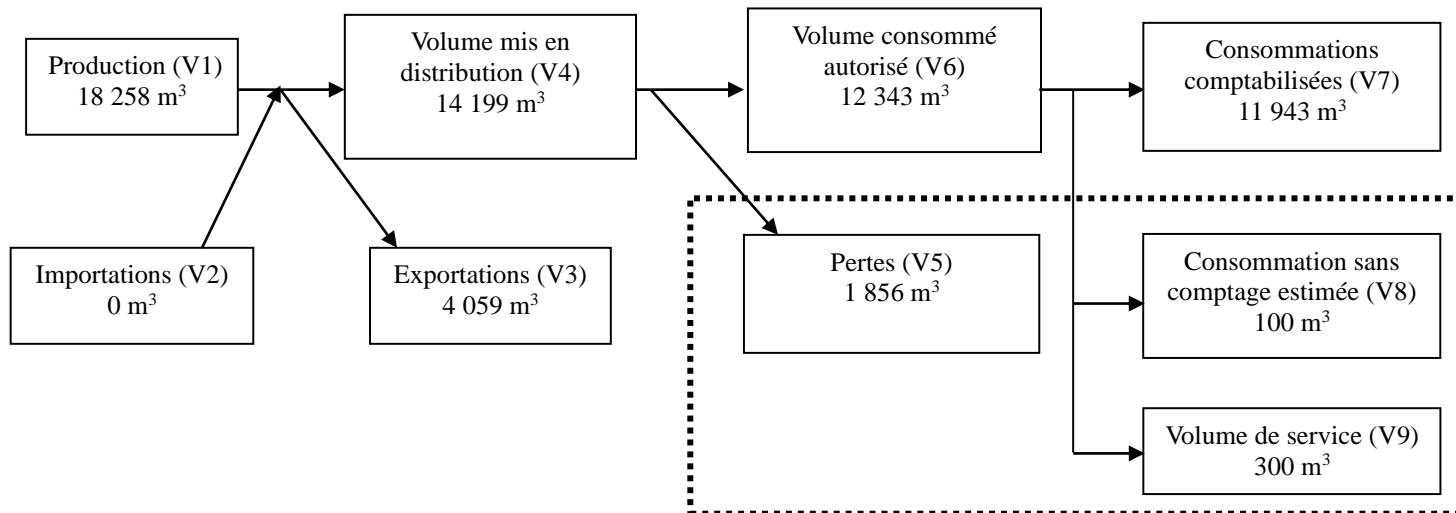 Production (V1)
18 258 m³
Volume mis en
distribution (V4)
14 199 m³
Volume consommé
autorisé (V6)
12 343 m³
Consommations
comptabilisées (V7)
11 943 m³
Importations (V2)
0 m³
Exportations (V3)
4 059 m³
Pertes (V5)
1 856 m³
Consommation sans
comptage estimée (V8)
100 m³
Volume de service (V9)
300 m³